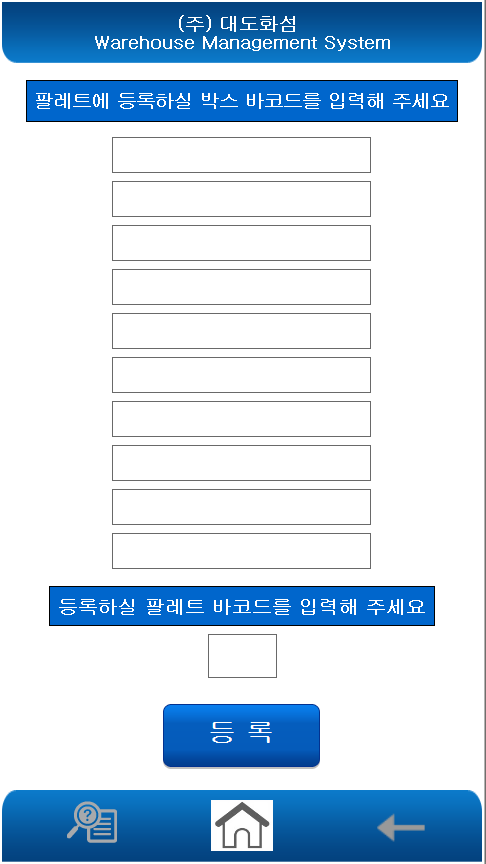 (주) 대도화섬
Warehouse Management System
팔레트에 등록하실 박스 바코드를 입력해 주세요
등록하실 팔레트 바코드를 입력해 주세요
등 록
?